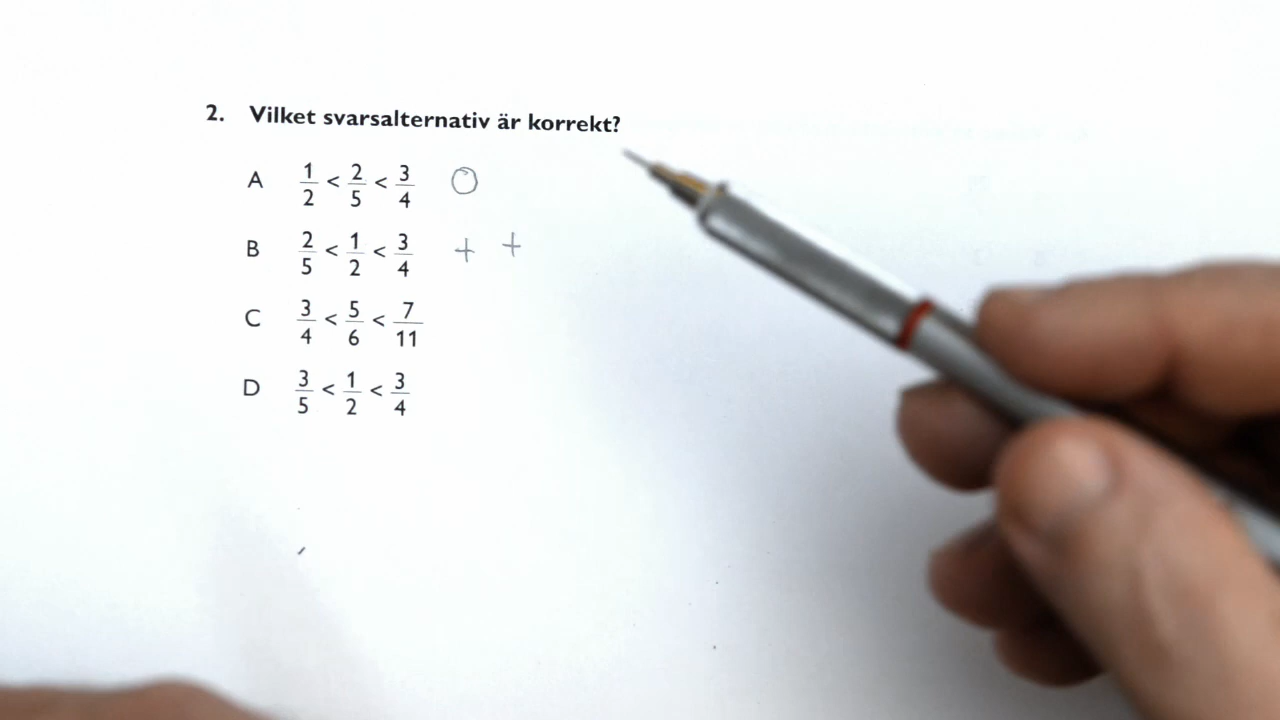 2. Vilket svarsalternativ är korrekt?
A 1/2 < 2/5 < 3/4 O
B 2/5 < 1/2 < 3/4 + +
C 3/4 < 5/6 < 7/11
D 3/5 < 1/2 < 3/4